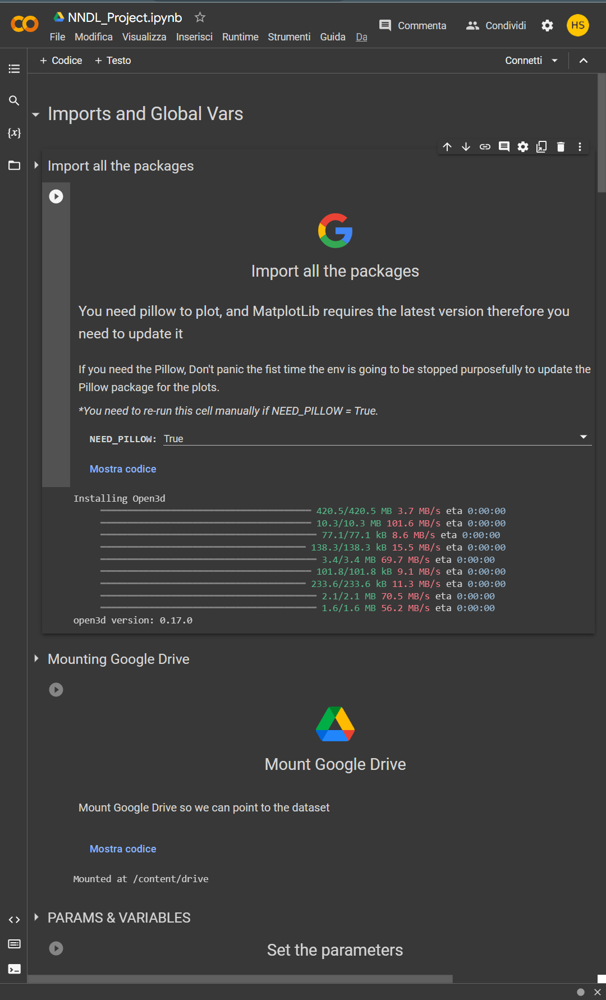 NNDL_Project.ipynb
File Modifica Visualizza Inserisci Runtime Strumenti Guida Da
Commenta Condividi HS
+ Codice + Testo
Connetti
{x}
Imports and Global Vars
Import all the packages
Import all the packages
You need pillow to plot, and MatplotLib requires the latest version therefore you
need to update it
If you need the Pillow, Don't panic the fist time the env is going to be stopped purposefully to update the
Pillow package for the plots.
*You need to re-run this cell manually if NEED_PILLOW = True.
NEED_PILLOW: True
Mostra codice
Installing Open3d
420.5/420.5 MB 3.7 MB/s eta 0:00:00
10.3/10.3 MB 101.6 MB/s eta 0:00:00
77.1/77.1 kB 8.6 MB/s eta 0:00:00
138.3/138.3 kB 15.5 MB/s eta 0:00:00
3.4/3.4 MB 69.7 MB/s eta 0:00:00
101.8/101.8 kB 9.1 MB/s eta 0:00:00
233.6/233.6 kB 11.3 MB/s eta 0:00:00
2.1/2.1 MB 70.5 MB/s eta 0:00:00
1.6/1.6 MB 56.2 MB/s eta 0:00:00
open3d version: 0.17.0
Mounting Google Drive
Mount Google Drive
Mount Google Drive so we can point to the dataset
Mostra codice
Mounted at /content/drive
PARAMS & VARIABLES
Set the parameters